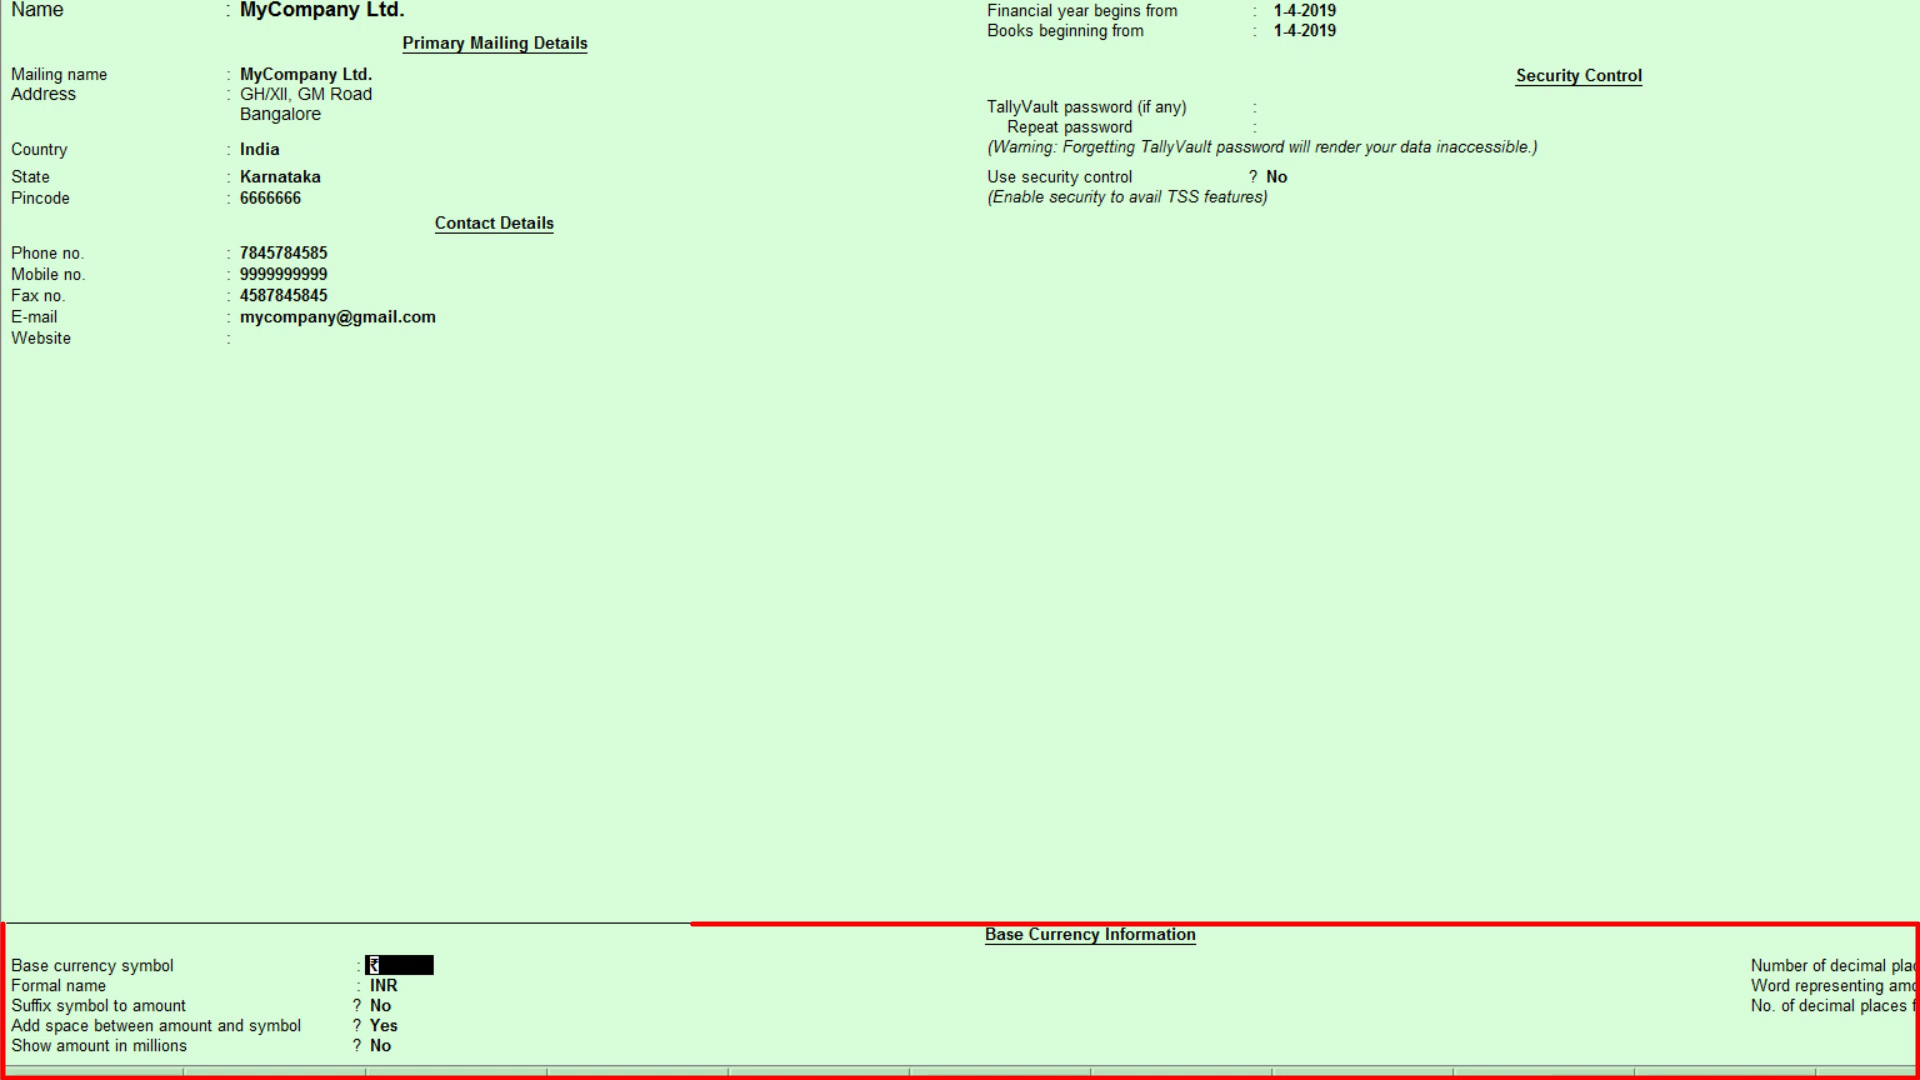 Name : MyCompany Ltd.
Primary Mailing Details
Mailing name : MyCompany Ltd.
Address : GH/XII, GM Road
Bangalore
Country : India
State : Karnataka
Pincode : 6666666
Contact Details
Phone no. : 7845784585
Mobile no. : 9999999999
Fax no. : 4587845845
E-mail : mycompany@gmail.com
Website :
Financial year begins from : 1-4-2019
Books beginning from : 1-4-2019
Security Control
TallyVault password (if any) :
Repeat password :
(Warning: Forgetting TallyVault password will render your data inaccessible.)
Use security control ? No
(Enable security to avail TSS features)
Base Currency Information
Base currency symbol : ₹
Formal name : INR
Suffix symbol to amount ? No
Add space between amount and symbol ? Yes
Show amount in millions ? No
Number of decimal
Word representing
No. of decimal places